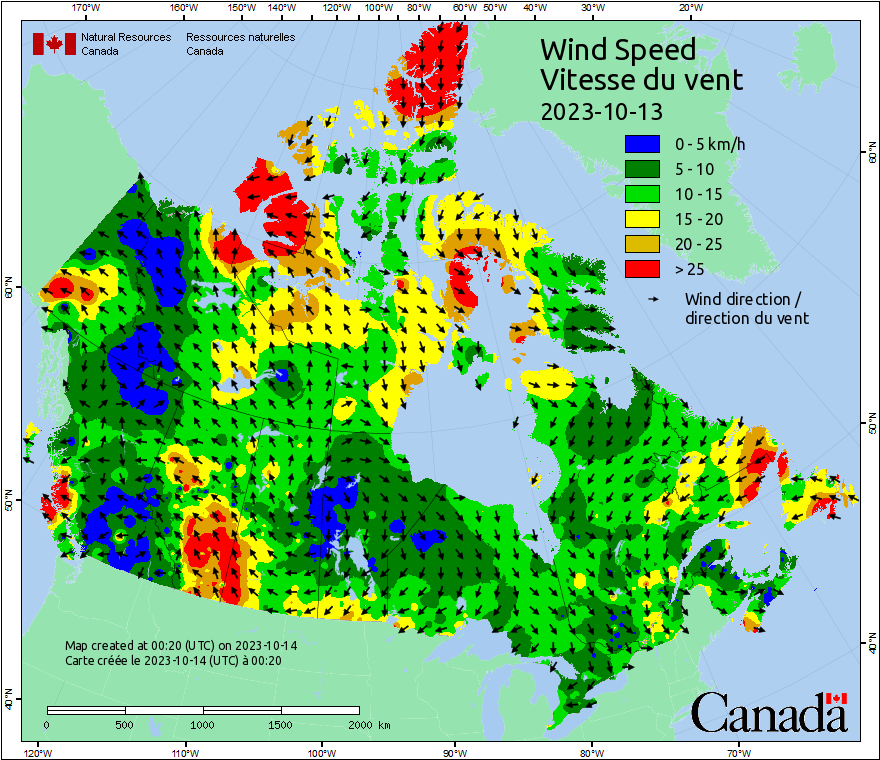 170°W 160°W 150°W 140°W 120°W 100°W 80°W 60°W 50°W 40°W 30°W 20°W
Natural Resources Canada
Ressources naturelles Canada
Wind Speed
Vitesse du vent
2023-10-13
0 - 5 km/h
5 - 10
10 - 15
15 - 20
20 - 25
> 25
Wind direction /
direction du vent
60°N
60°N
50°N
50°N
40°N
40°N
Map created at 00:20 (UTC) on 2023-10-14
Carte créée le 2023-10-14 (UTC) à 00:20
0 500 1000 1500 2000 km
Canada
120°W 110°W 100°W 90°W 80°W 70°W